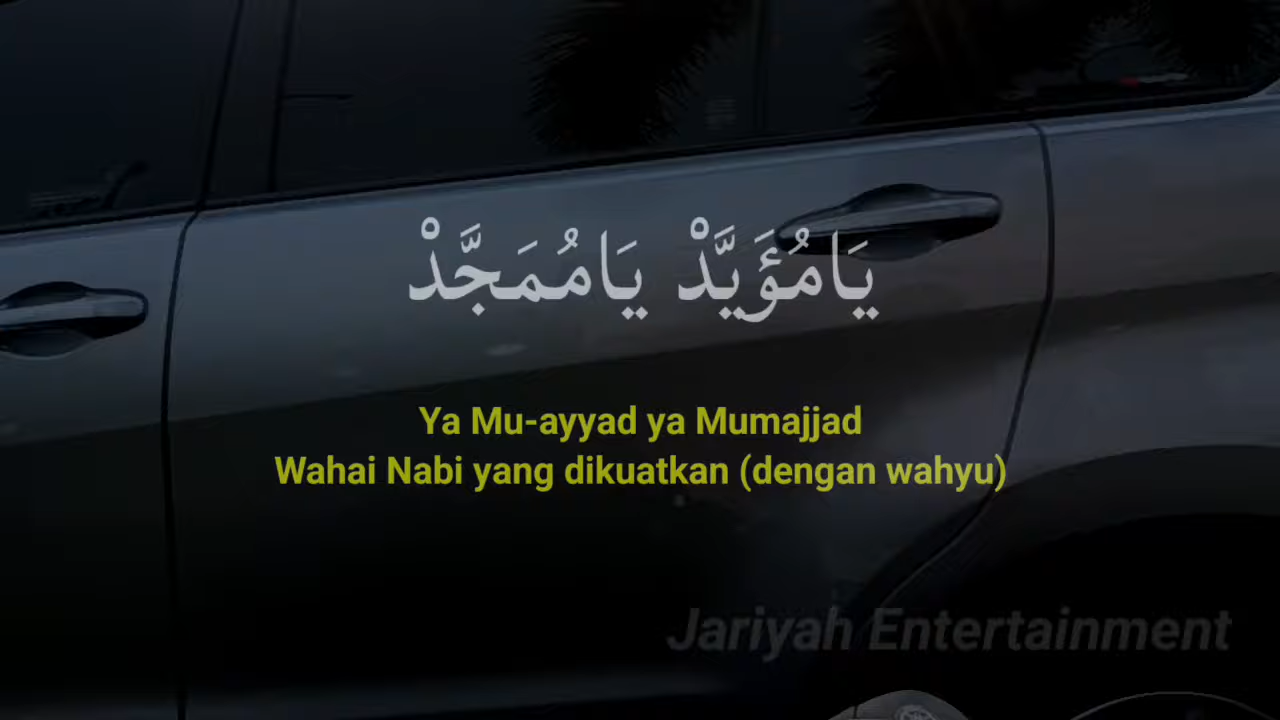 يَامُؤَيَّدْ يَامُمَجَّدْ
Ya Mu-ayyad ya Mumajjad
Wahai Nabi yang dikuatkan (dengan wahyu)
Jariyah Entertainment